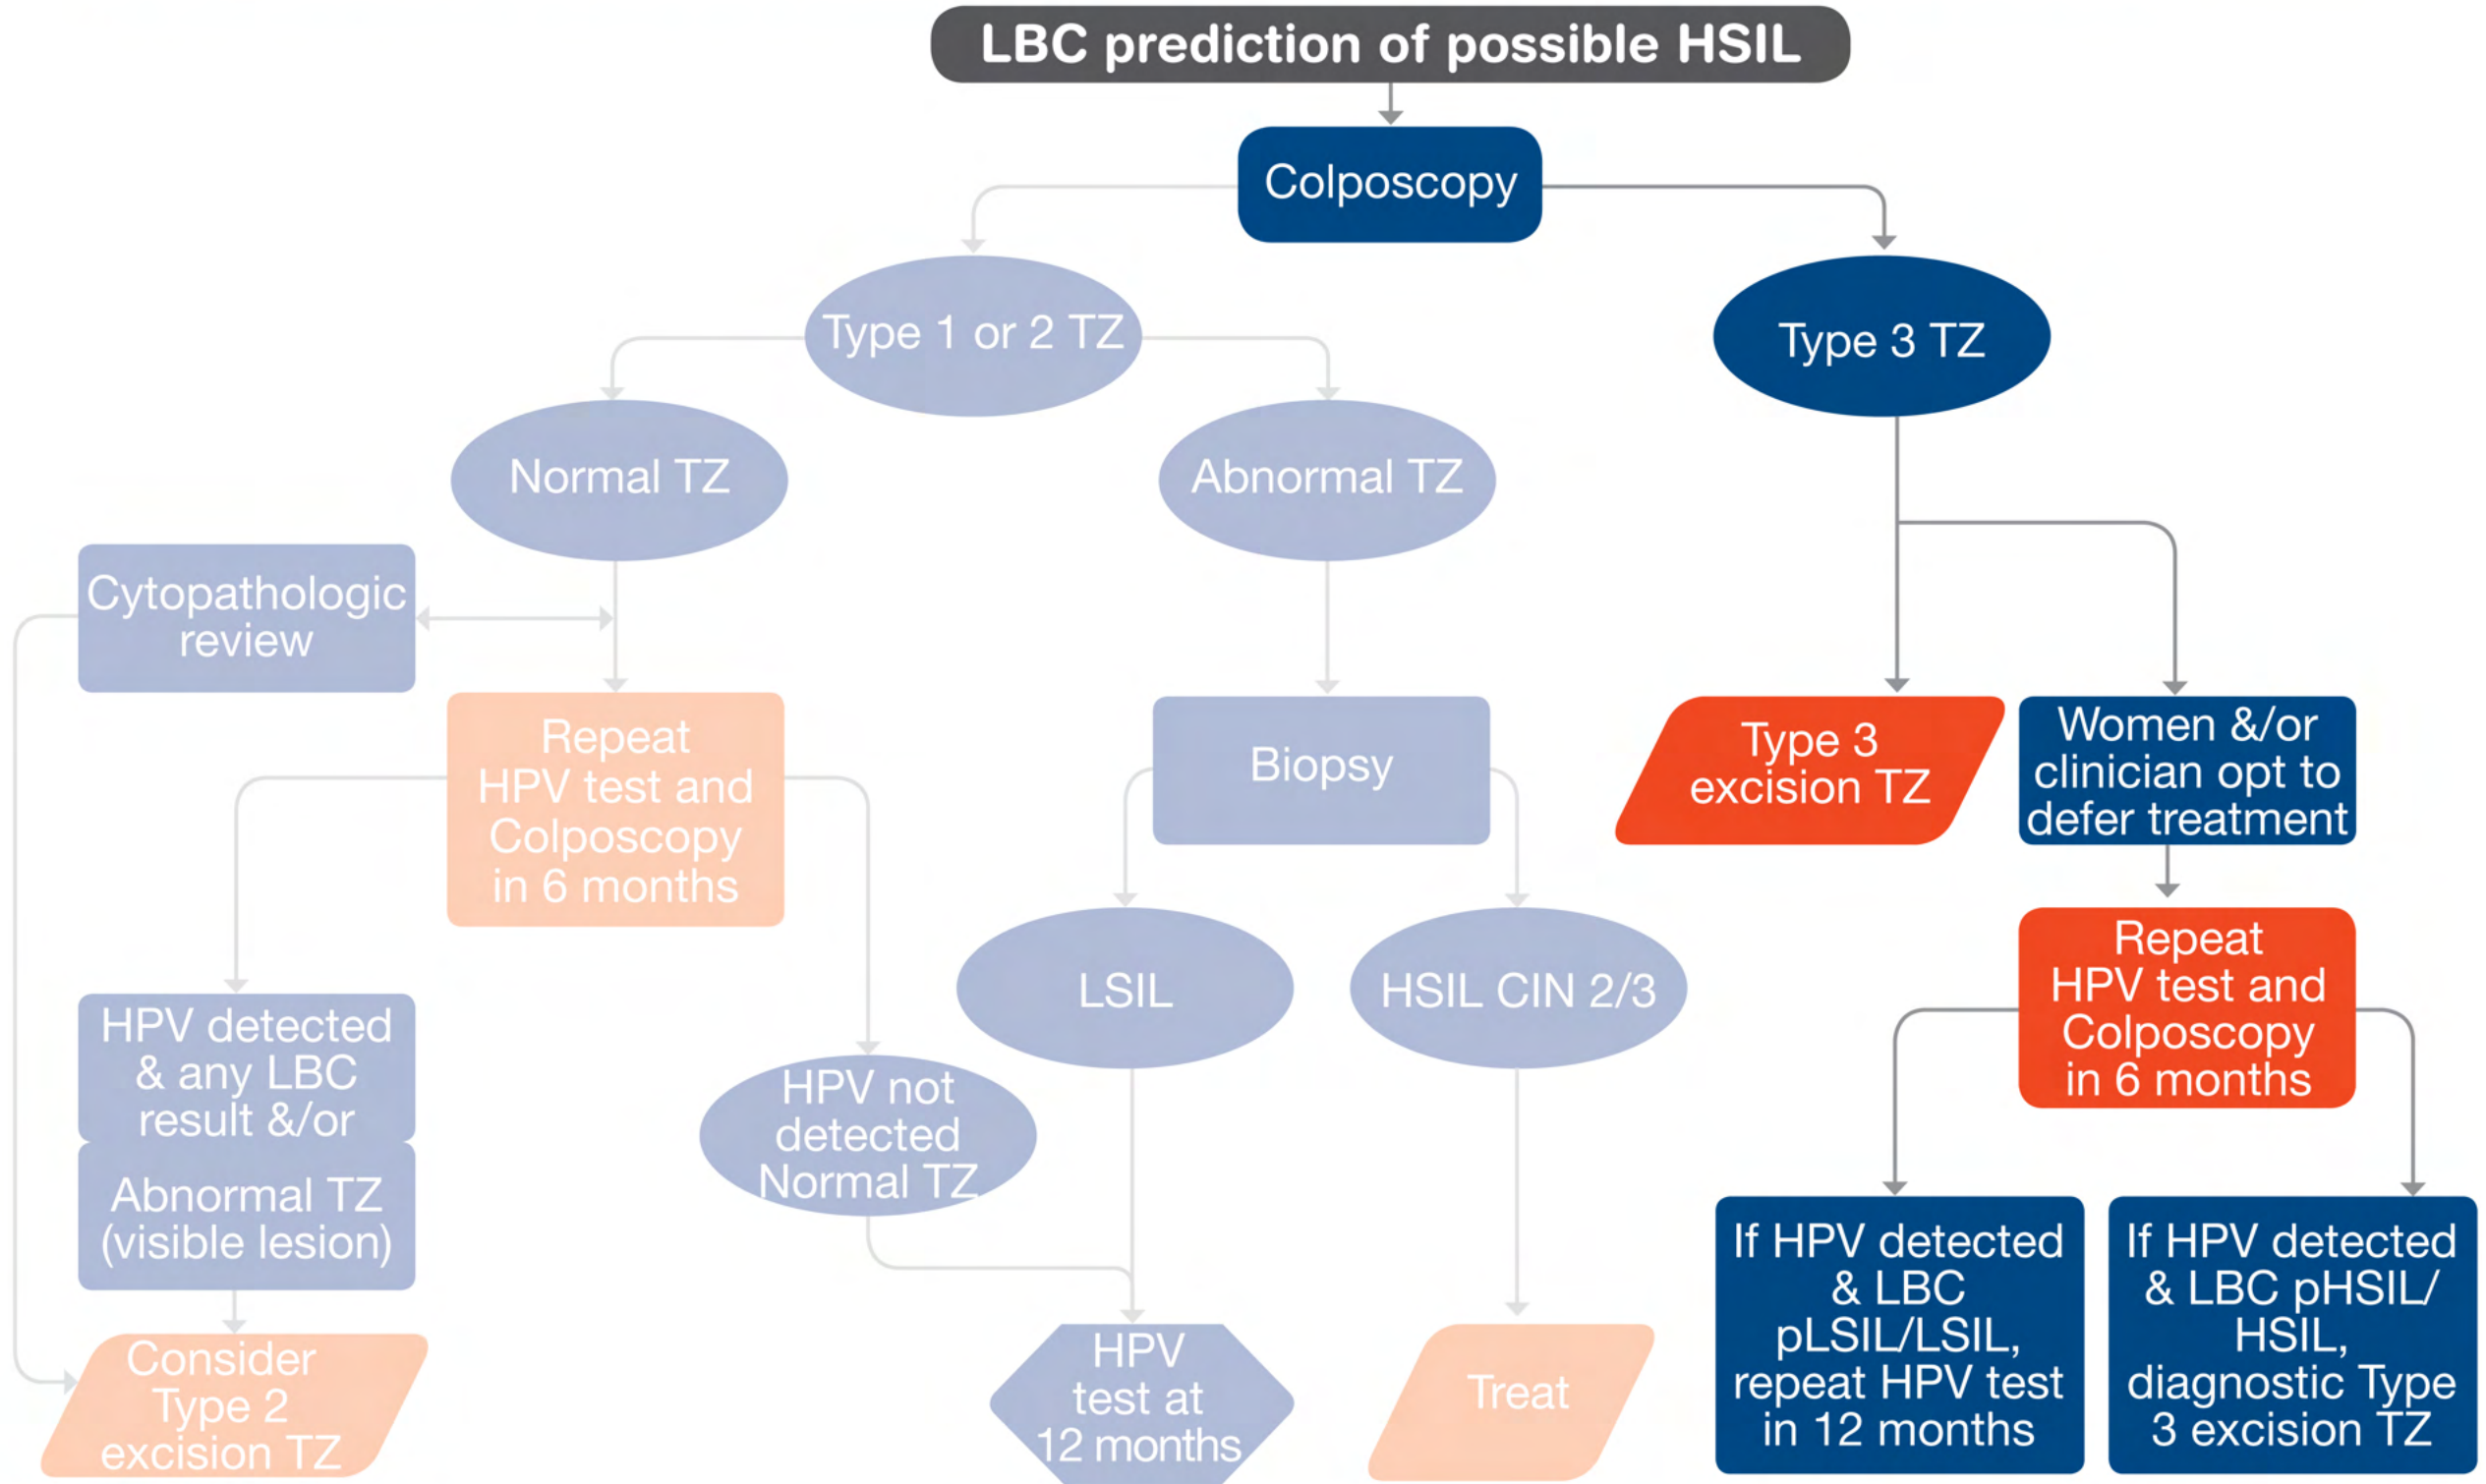 LBC prediction of possible HSIL
Colposcopy
Type 1 or 2 TZ
Type 3 TZ
Normal TZ
Abnormal TZ
Cytopathologic
review
Repeat
HPV test and
Colposcopy
in 6 months
Biopsy
Type 3
excision TZ
Women &/or
clinician opt to
defer treatment
HPV detected
& any LBC
result &/or
Abnormal TZ
(visible lesion)
HPV not
detected
Normal TZ
LSIL
HSIL CIN 2/3
Repeat
HPV test and
Colposcopy
in 6 months
Consider
Type 2
excision TZ
HPV
test at
12 months
Treat
If HPV detected
& LBC
pLSIL/LSIL,
repeat HPV test
in 12 months
If HPV detected
& LBC pHSIL/
HSIL,
diagnostic Type
3 excision TZ